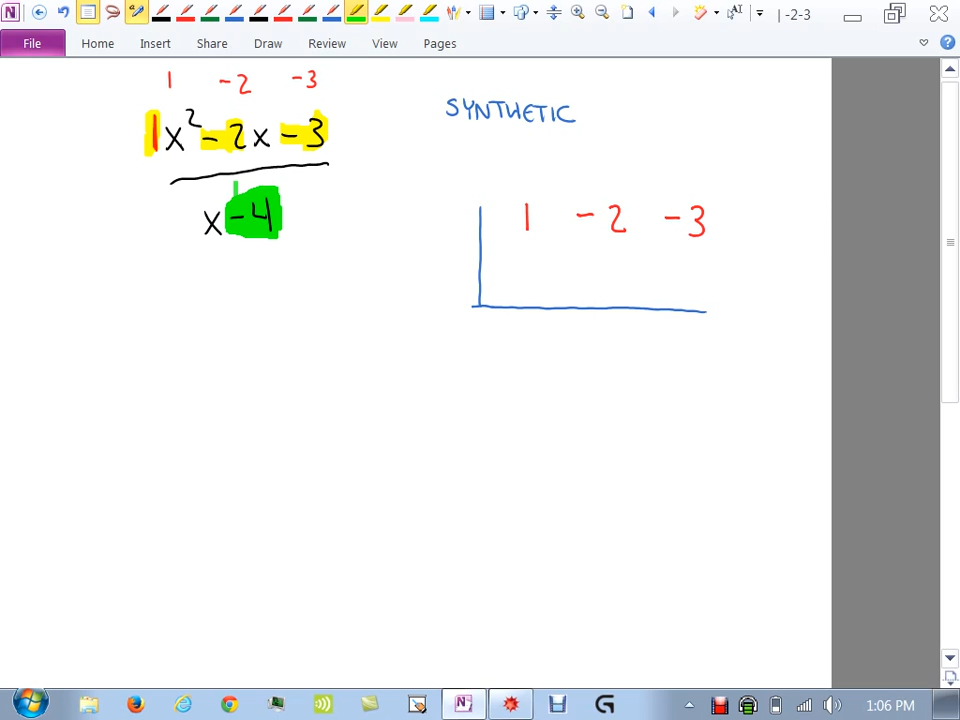 | -2-3
File Home Insert Share Draw Review View Pages
1 -2 -3
1x² -2x -3
x -4
SYNTHETIC
1 -2 -3
1:06 PM